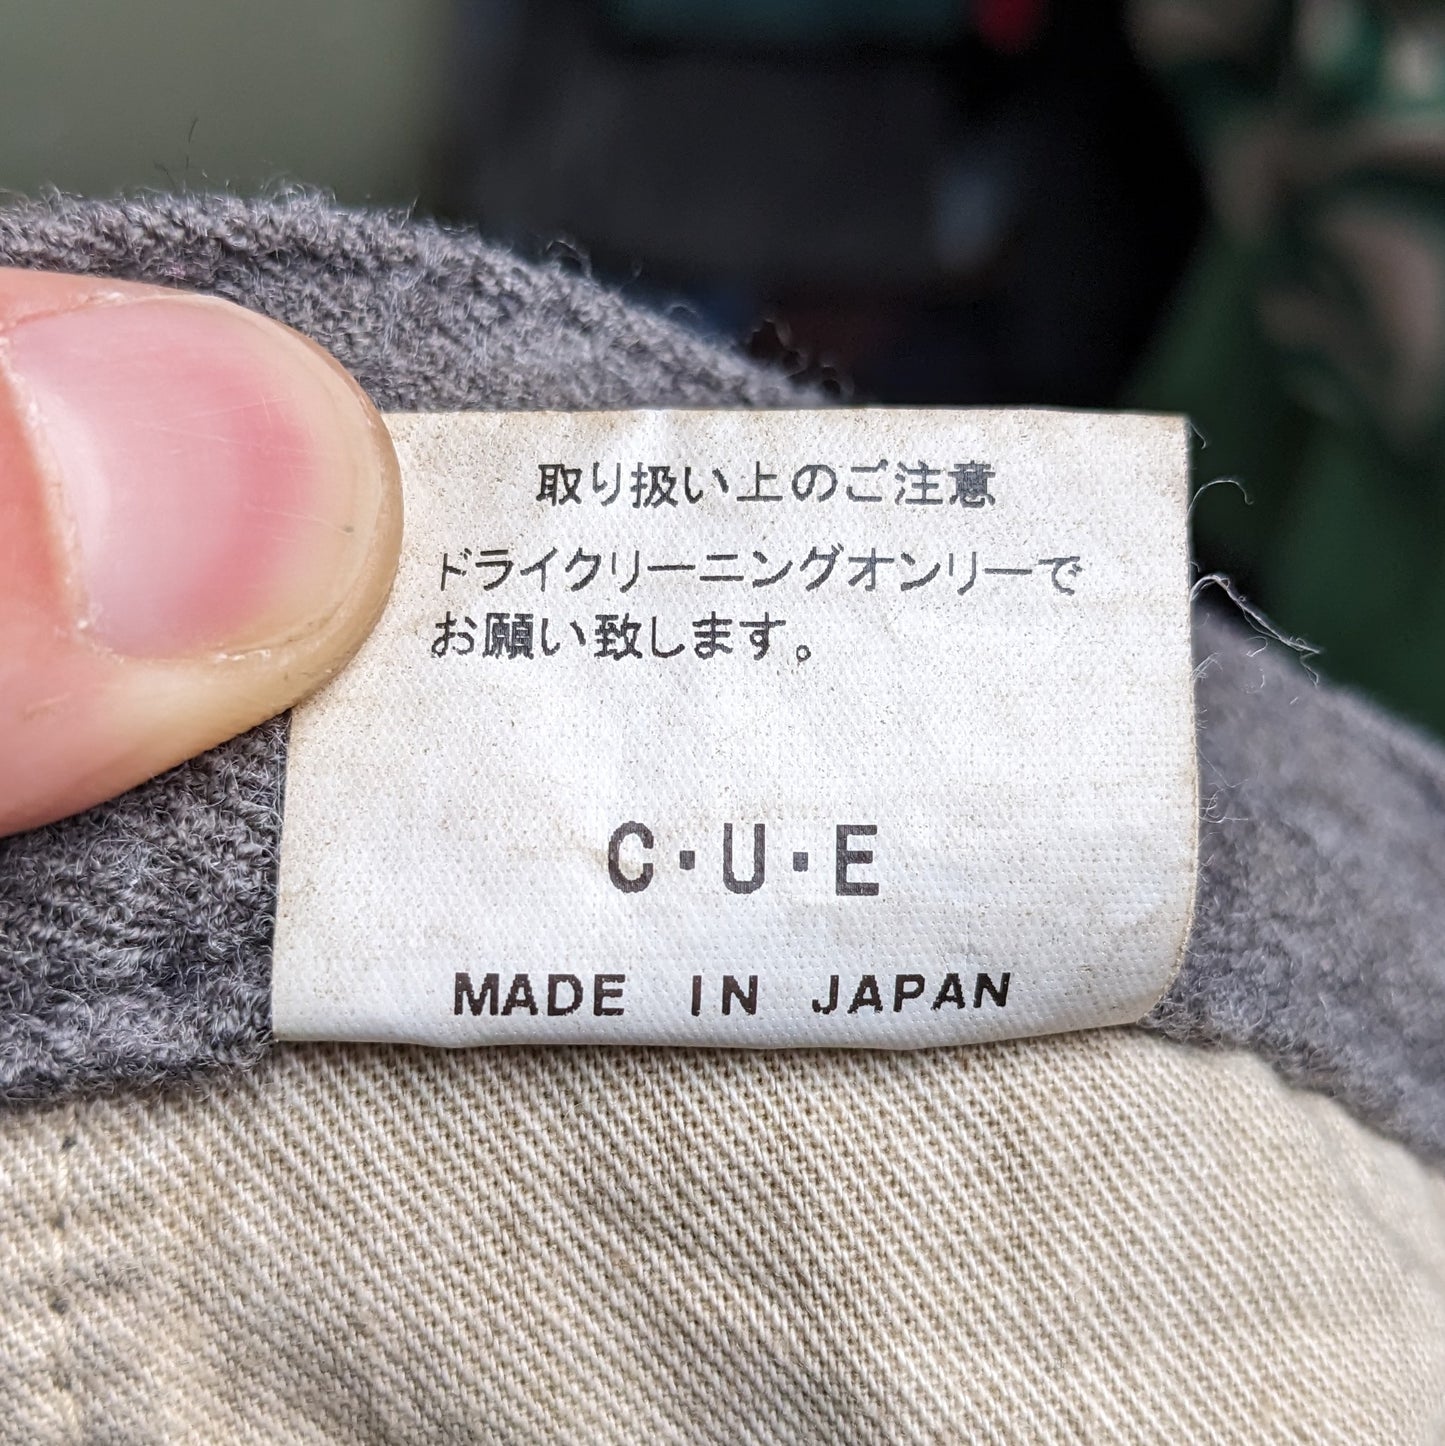 取り扱い上のご注意
ドライクリーニングオンリーで
お願い致します。
C・U・E
MADE IN JAPAN